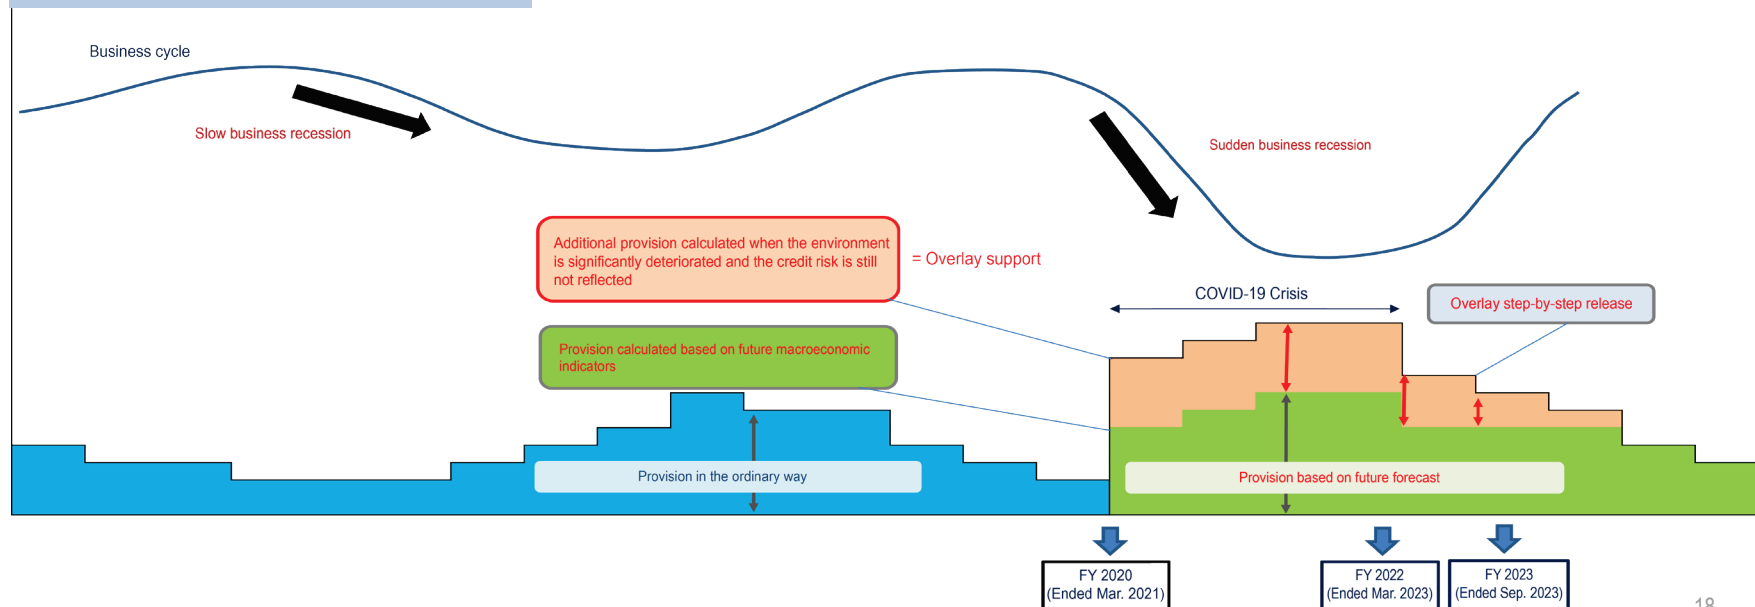 Business cycle
Slow business recession
Sudden business recession
Additional provision calculated when the environment
is significantly deteriorated and the credit risk is still
not reflected
= Overlay support
COVID-19 Crisis
Overlay step-by-step release
Provision calculated based on future macroeconomic
indicators
Provision in the ordinary way
Provision based on future forecast
FY 2020
(Ended Mar. 2021)
FY 2022
(Ended Mar. 2023)
FY 2023
(Ended Sep. 2023)
18